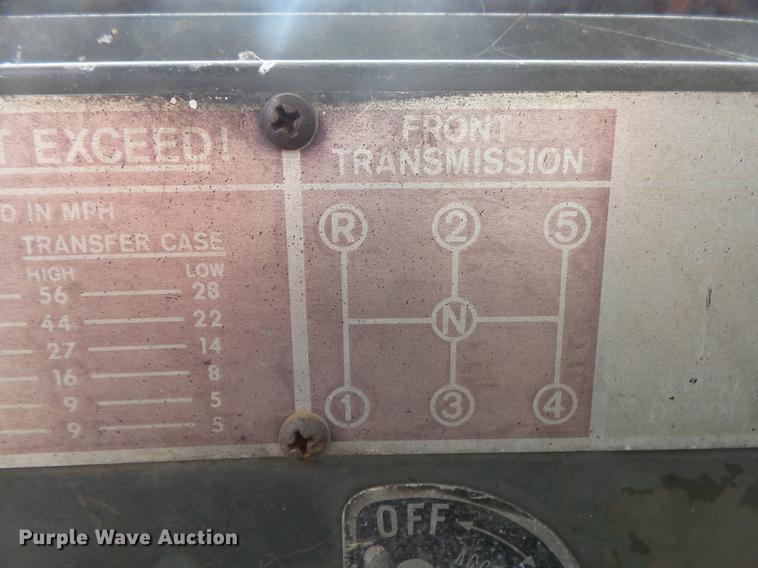 T EXCEED!
D IN MPH
TRANSFER CASE
HIGH LOW
56 28
44 22
27 14
16 8
9 5
9 5
FRONT
TRANSMISSION
R 2 5
N
1 3 4
DOWN
OFF
Purple Wave Auction